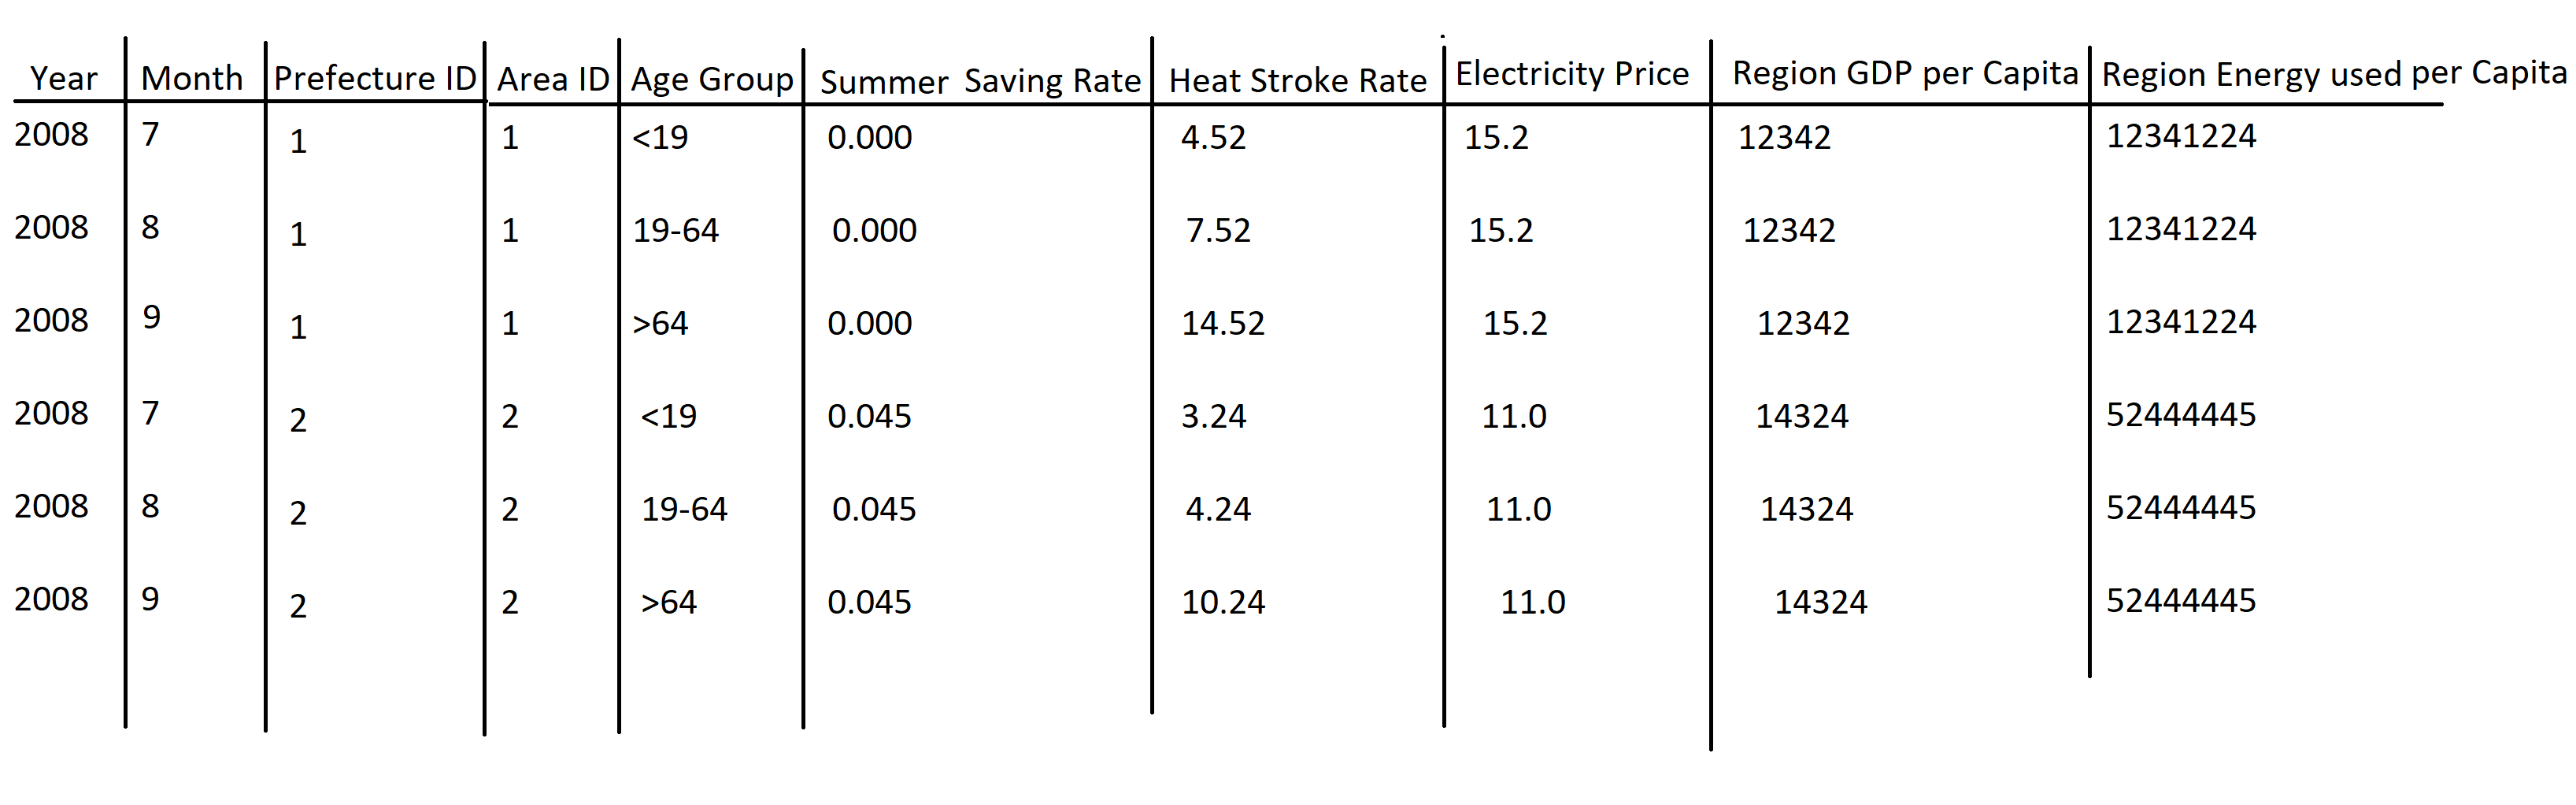 Year Month Prefecture ID Area ID Age Group Summer Saving Rate Heat Stroke Rate Electricity Price Region GDP per Capita Region Energy used per Capita
2008 7 1 1 <19 0.000 4.52 15.2 12342 12341224
2008 8 1 1 19-64 0.000 7.52 15.2 12342 12341224
2008 9 1 1 >64 0.000 14.52 15.2 12342 12341224
2008 7 2 2 <19 0.045 3.24 11.0 14324 52444445
2008 8 2 2 19-64 0.045 4.24 11.0 14324 52444445
2008 9 2 2 >64 0.045 10.24 11.0 14324 52444445